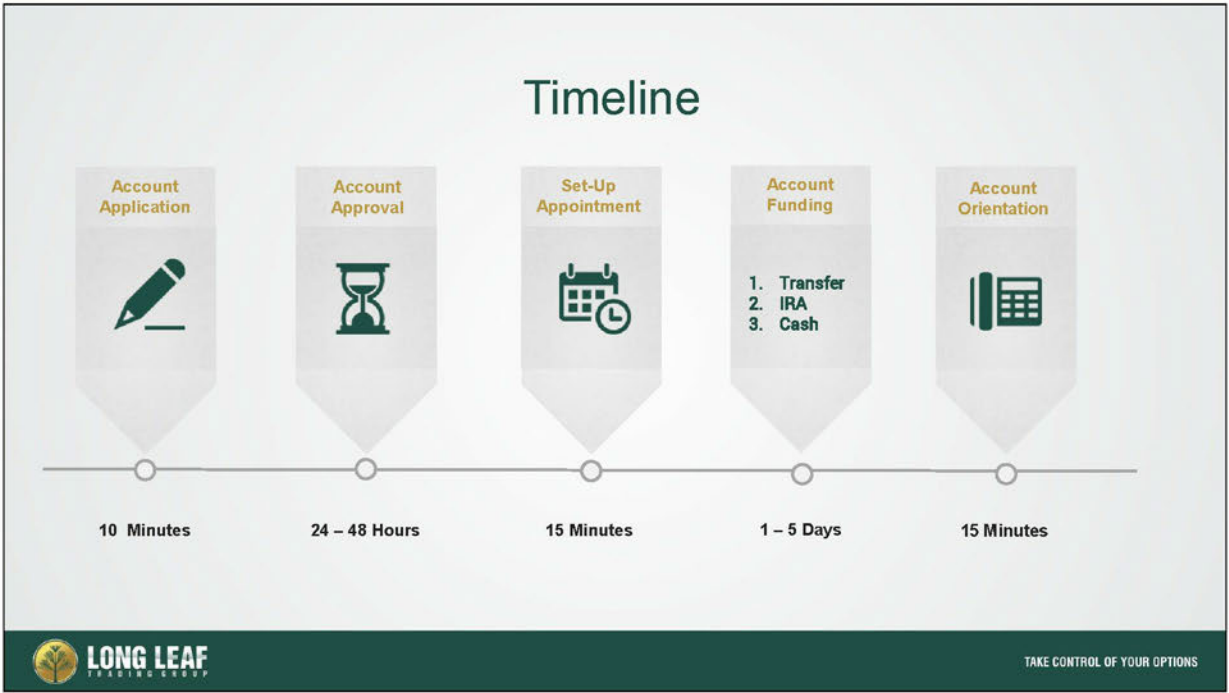 Timeline
Account
Application
Account
Approval
Set-Up
Appointment
Account
Funding
Account
Orientation
1. Transfer
2. IRA
3. Cash
10 Minutes
24 – 48 Hours
15 Minutes
1 – 5 Days
15 Minutes
LONG LEAF
TRADING GROUP
TAKE CONTROL OF YOUR OPTIONS